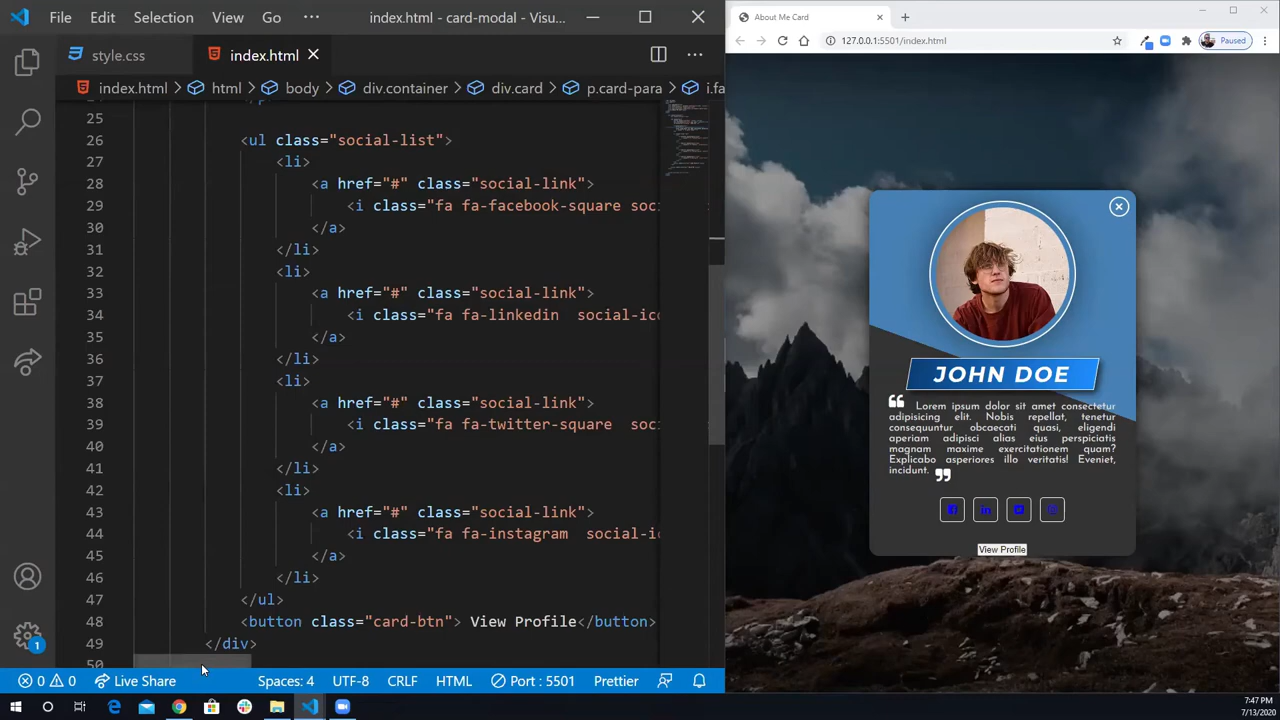 File Edit Selection View Go ··· index.html - card-modal - Visu...
style.css index.html
index.html > html > body > div.container > div.card > p.card-para > i.fa
25
26 <ul class="social-list">
27 <li>
28 <a href="#" class="social-link">
29 <i class="fa fa-facebook-square soci
30 </a>
31 </li>
32 <li>
33 <a href="#" class="social-link">
34 <i class="fa fa-linkedin  social-ico
35 </a>
36 </li>
37 <li>
38 <a href="#" class="social-link">
39 <i class="fa fa-twitter-square  soci
40 </a>
41 </li>
42 <li>
43 <a href="#" class="social-link">
44 <i class="fa fa-instagram  social-ic
45 </a>
46 </li>
47 </ul>
48 <button class="card-btn"> View Profile</button>
49 </div>
50
1
0 0 Live Share Spaces: 4 UTF-8 CRLF HTML Port : 5501 Prettier
About Me Card
127.0.0.1:5501/index.html Paused
JOHN DOE
“ Lorem ipsum dolor sit amet consectetur
adipisicing elit. Nobis repellat, tenetur
consequuntur obcaecati quasi, eligendi
aperiam adipisci alias eius perspiciatis
magnam maxime exercitationem quam?
Explicabo asperiores illo veritatis! Eveniet,
incidunt. ”
View Profile
7:47 PM
7/13/2020